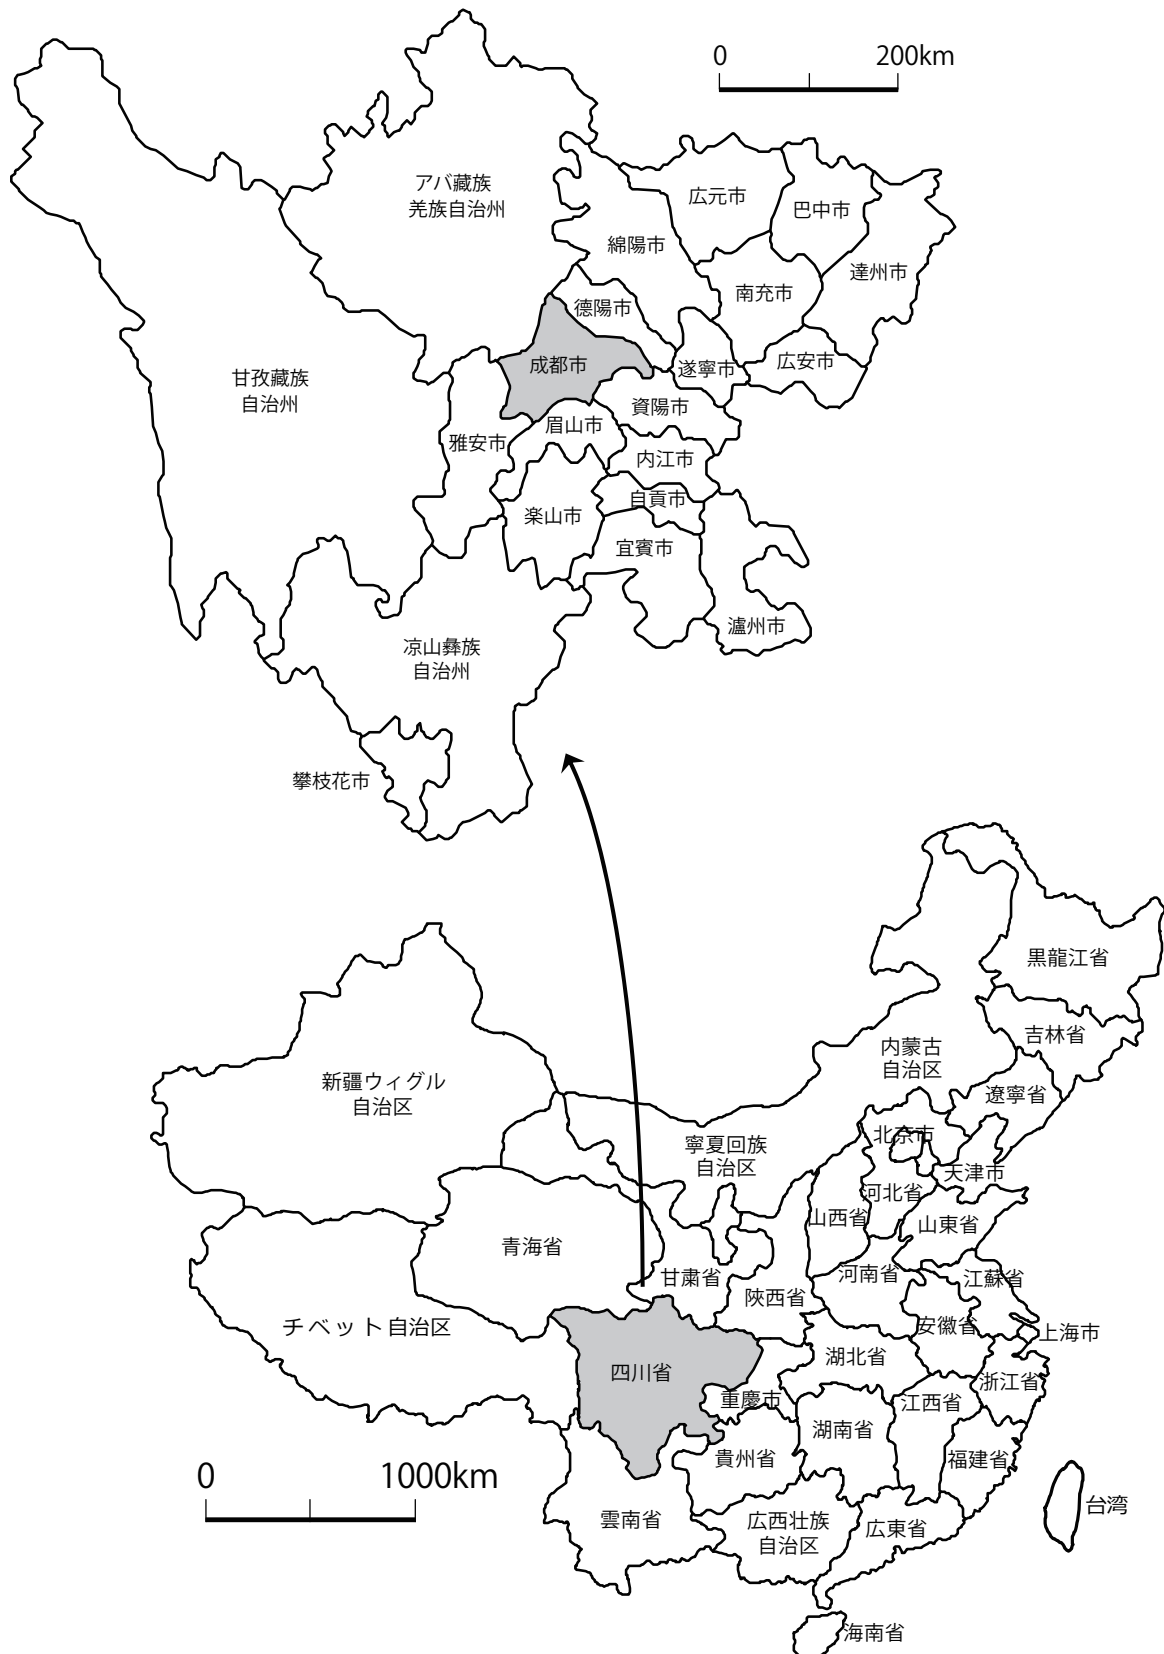 0 200km
アバ藏族
羌族自治州
広元市
巴中市
綿陽市
達州市
南充市
德陽市
成都市
遂寧市
広安市
甘孜藏族
自治州
資陽市
眉山市
雅安市
内江市
自貢市
楽山市
宜賓市
瀘州市
凉山彝族
自治州
攀枝花市
黒龍江省
吉林省
内蒙古
自治区
新疆ウィグル
自治区
遼寧省
北京市
寧夏回族
自治区
天津市
河北省
山西省
山東省
青海省
甘粛省
河南省
江蘇省
陝西省
チベット自治区
安徽省
上海市
湖北省
四川省
浙江省
重慶市
江西省
湖南省
貴州省
福建省
0 1000km
雲南省
広西壮族
自治区
広東省
台湾
海南省